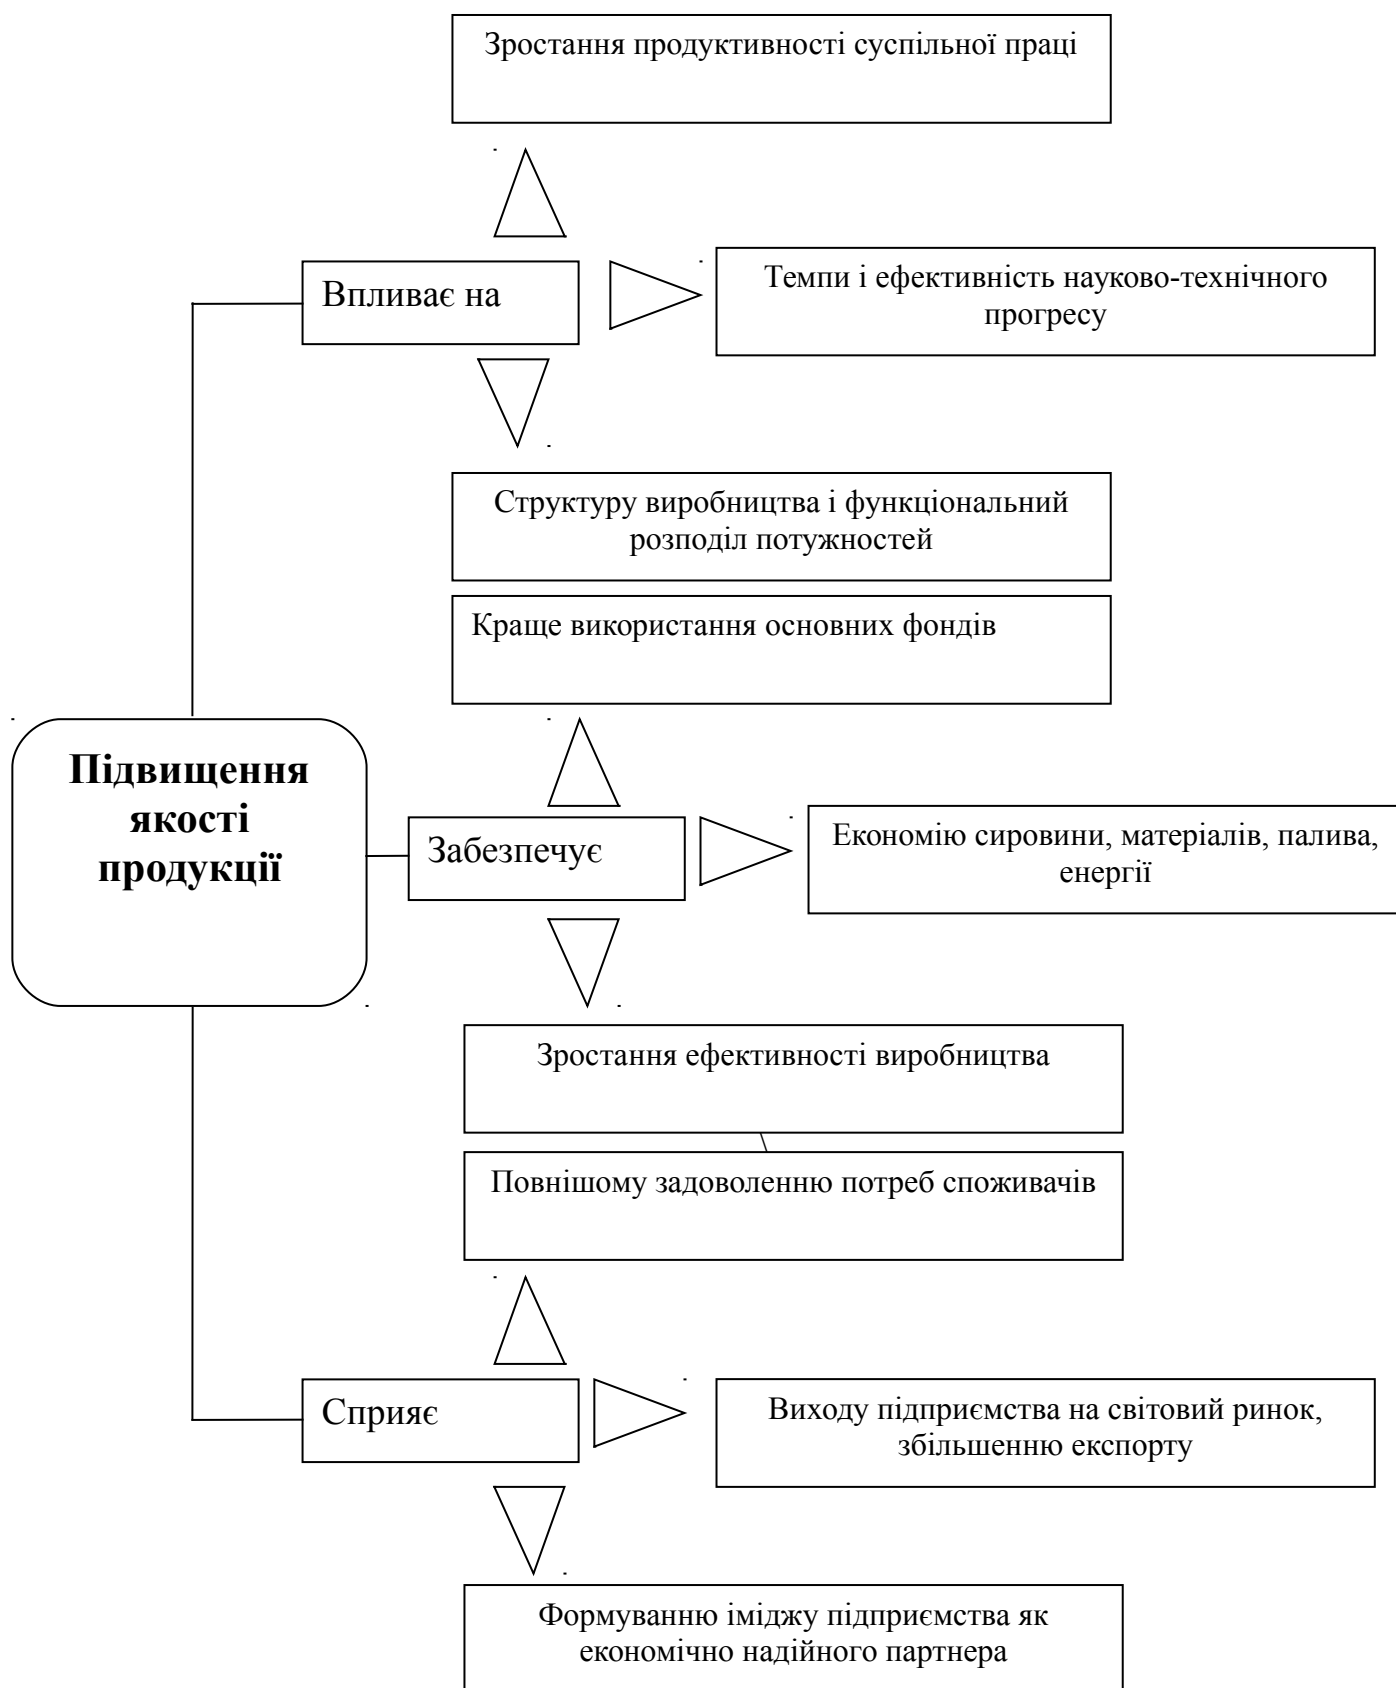 Зростання продуктивності суспільної праці
Впливає на
Темпи і ефективність науково-технічного
прогресу
Структуру виробництва і функціональний
розподіл потужностей
Краще використання основних фондів
Підвищення
якості
продукції
Забезпечує
Економію сировини, матеріалів, палива,
енергії
Зростання ефективності виробництва
Повнішому задоволенню потреб споживачів
Сприяє
Виходу підприємства на світовий ринок,
збільшенню експорту
Формуванню іміджу підприємства як
економічно надійного партнера